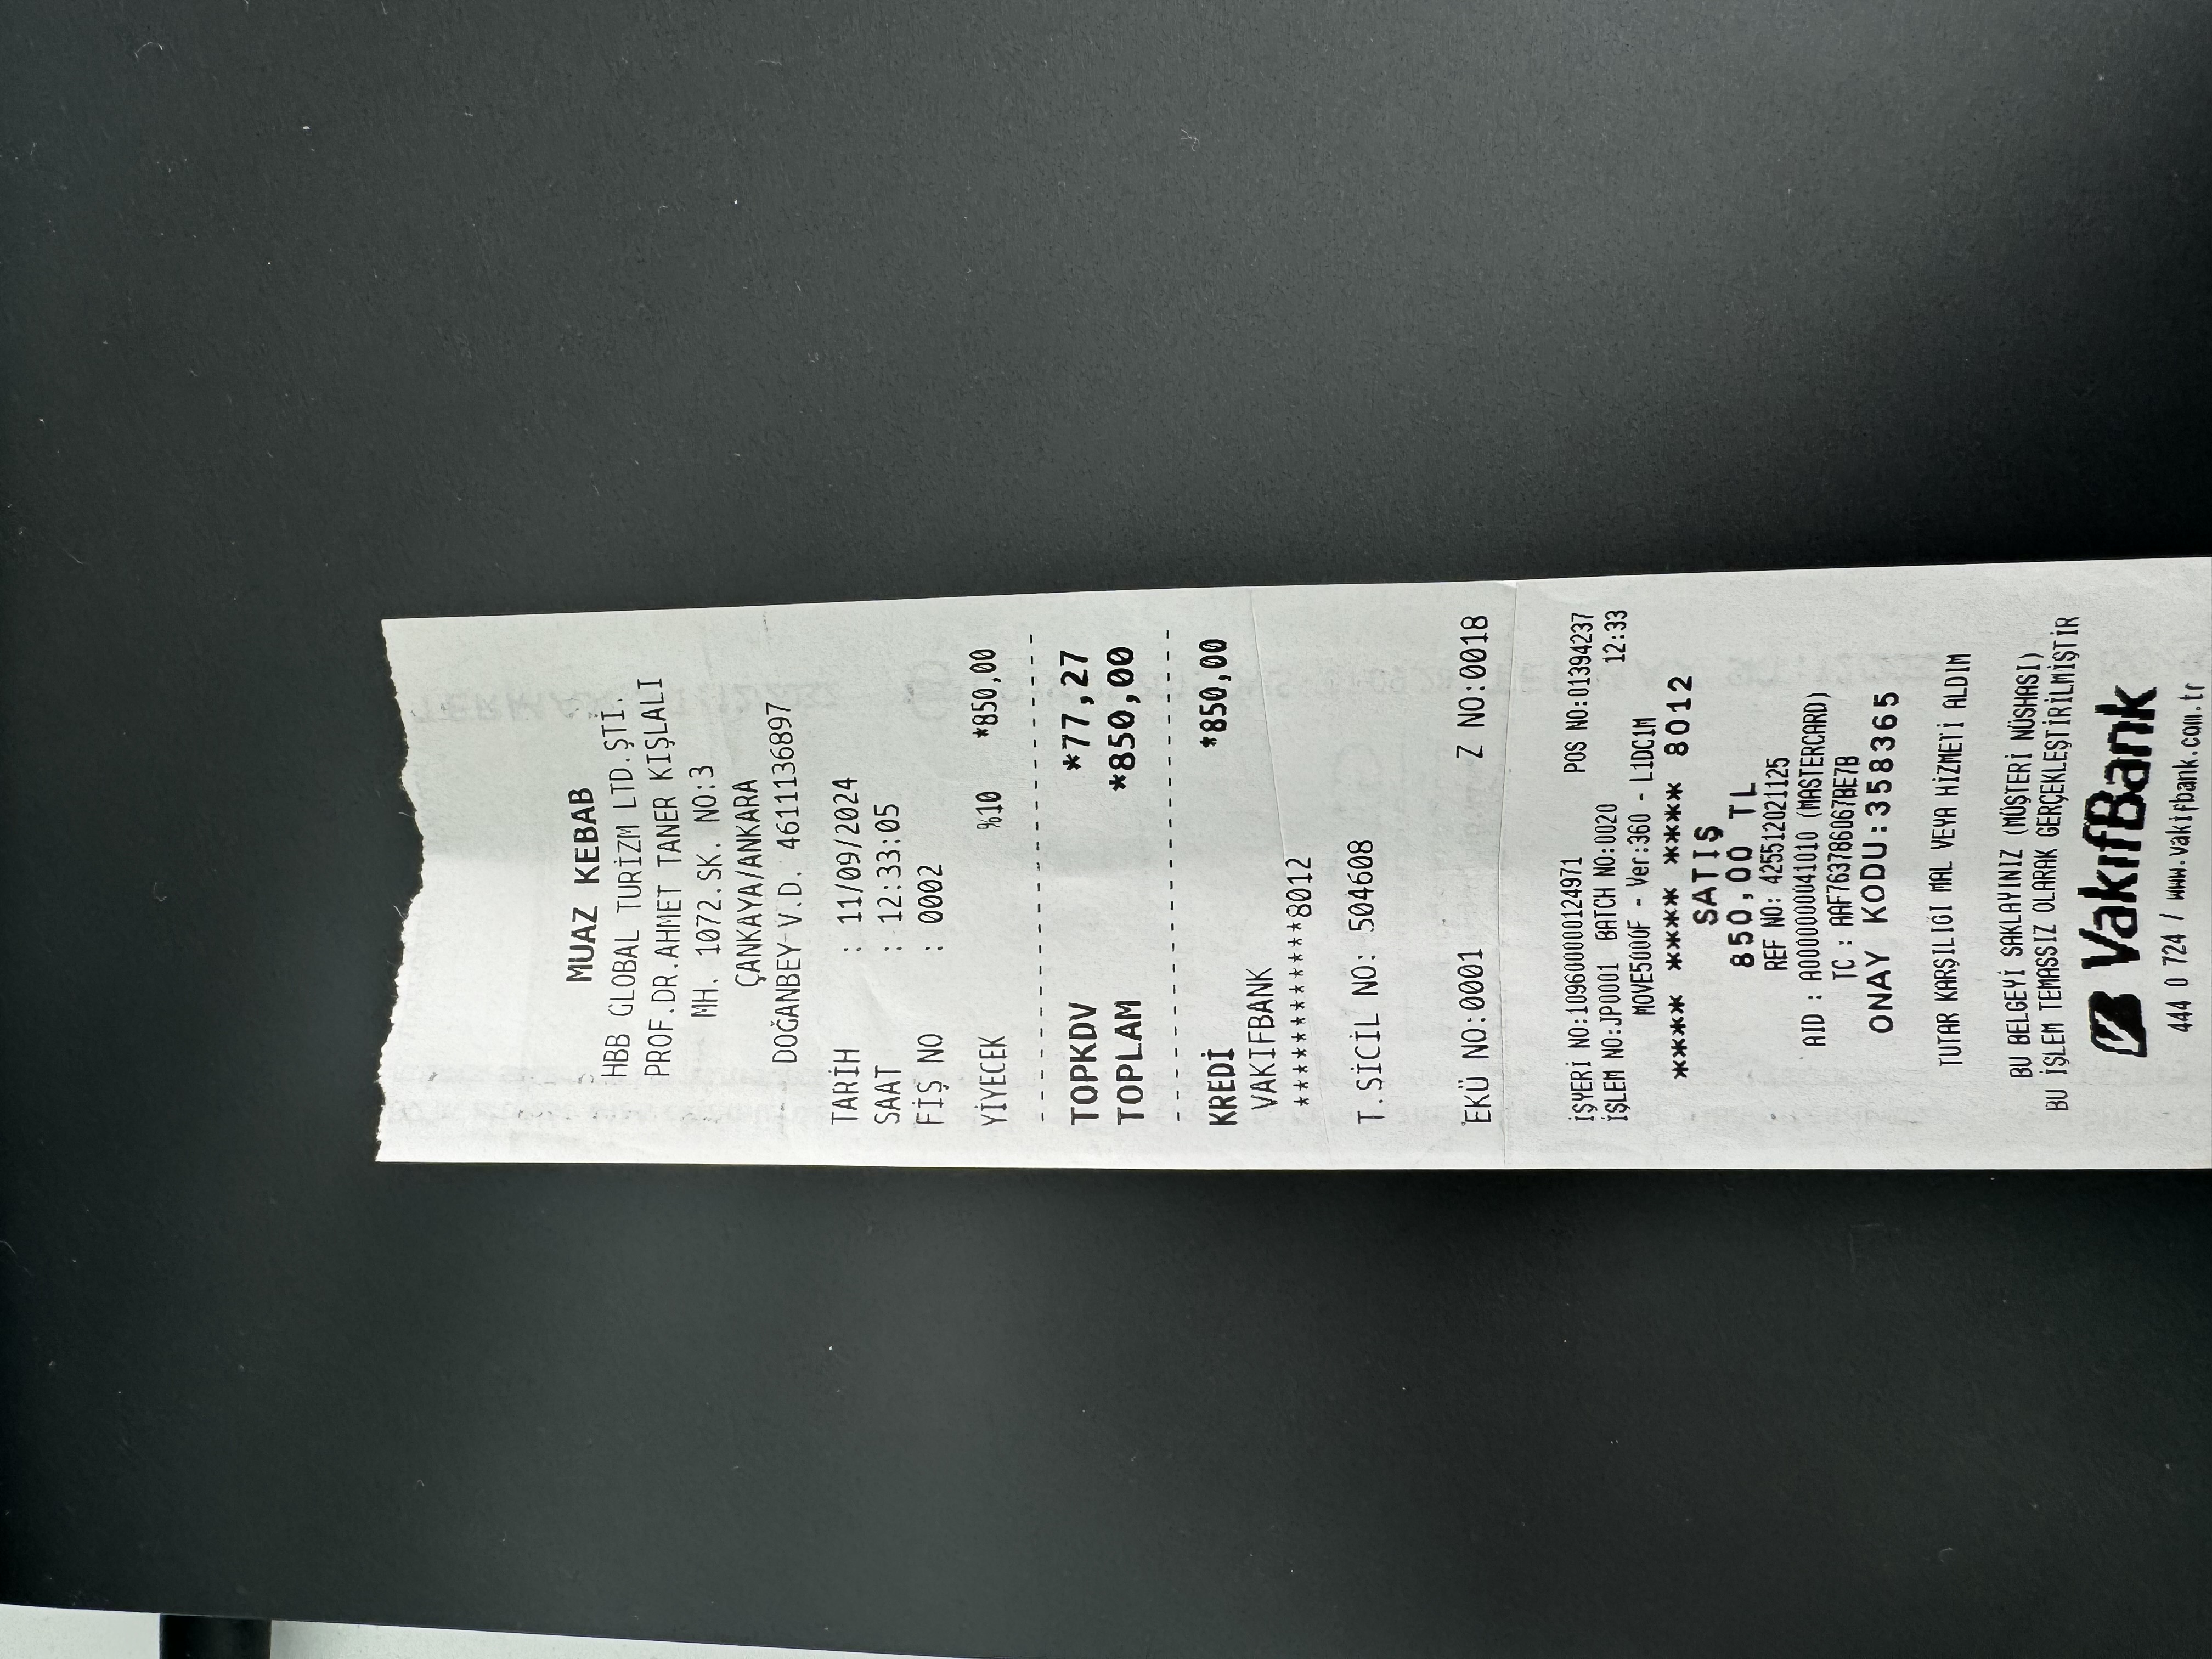 MUAZ KEBAB
HBB GLOBAL TURİZM LTD.ŞTİ.
PROF.DR.AHMET TANER KIŞLALI
MH. 1072.SK. NO:3
ÇANKAYA/ANKARA
DOĞANBEY V.D. 4611136897
TARİH : 11/09/2024
SAAT : 12:33:05
FİŞ NO : 0002
YİYECEK %10 *850,00
TOPKDV *77,27
TOPLAM *850,00
KREDİ *850,00
VAKIFBANK
************8012
T.SİCİL NO: 504608
EKÜ NO:0001 Z NO:0018
İŞYERİ NO:109600000124971 POS NO:01394237
İŞLEM NO:JP0001 BATCH NO:0020 12:33
MOVE5000F - Ver:360 - L1DC1M
**** **** **** 8012
SATIŞ
850,00 TL
REF NO: 425512021125
AID : A0000000041010 (MASTERCARD)
TC : AAF763786067BE7B
ONAY KODU:358365
TUTAR KARŞILIĞI MAL VEYA HİZMETİ ALDIM
BU BELGEYİ SAKLAYINIZ (MÜŞTERİ NÜSHASI)
BU İŞLEM TEMASSIZ OLARAK GERÇEKLEŞTİRİLMİŞTİR
VakıfBank
444 0 724 / www.vakifbank.com.tr